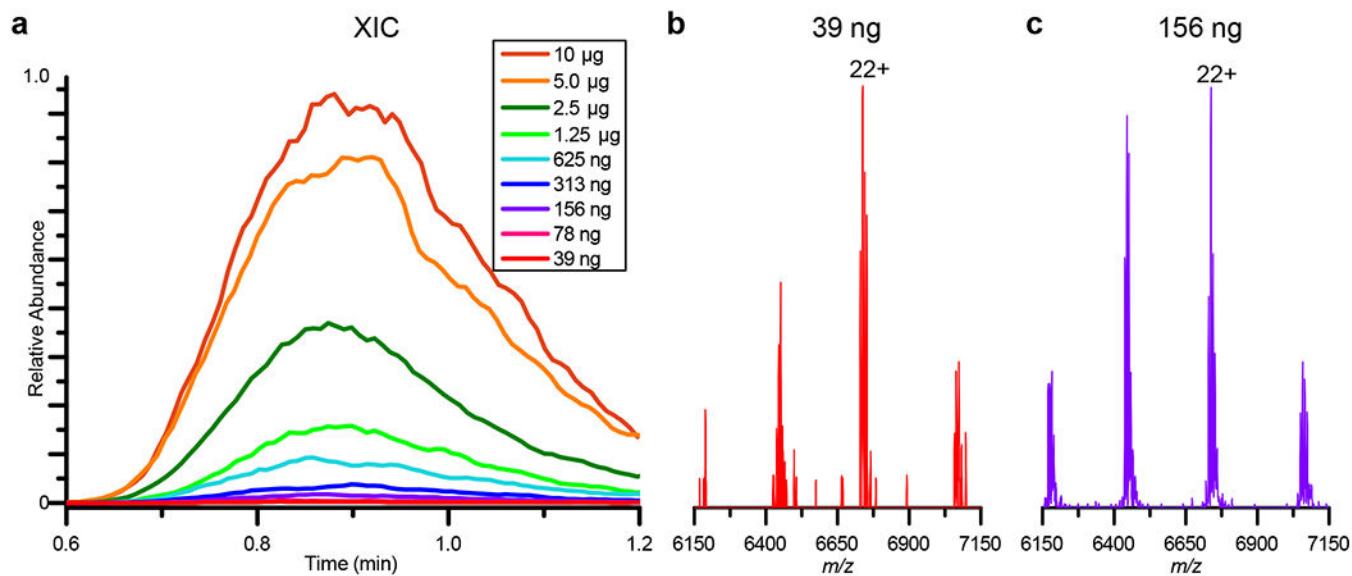 a
XIC
1.0
Relative Abundance
10 µg
5.0 µg
2.5 µg
1.25 µg
625 ng
313 ng
156 ng
78 ng
39 ng
0
0.6 0.8 1.0 1.2
Time (min)
b
39 ng
22+
6150 6400 6650 6900 7150
m/z
c
156 ng
22+
6150 6400 6650 6900 7150
m/z